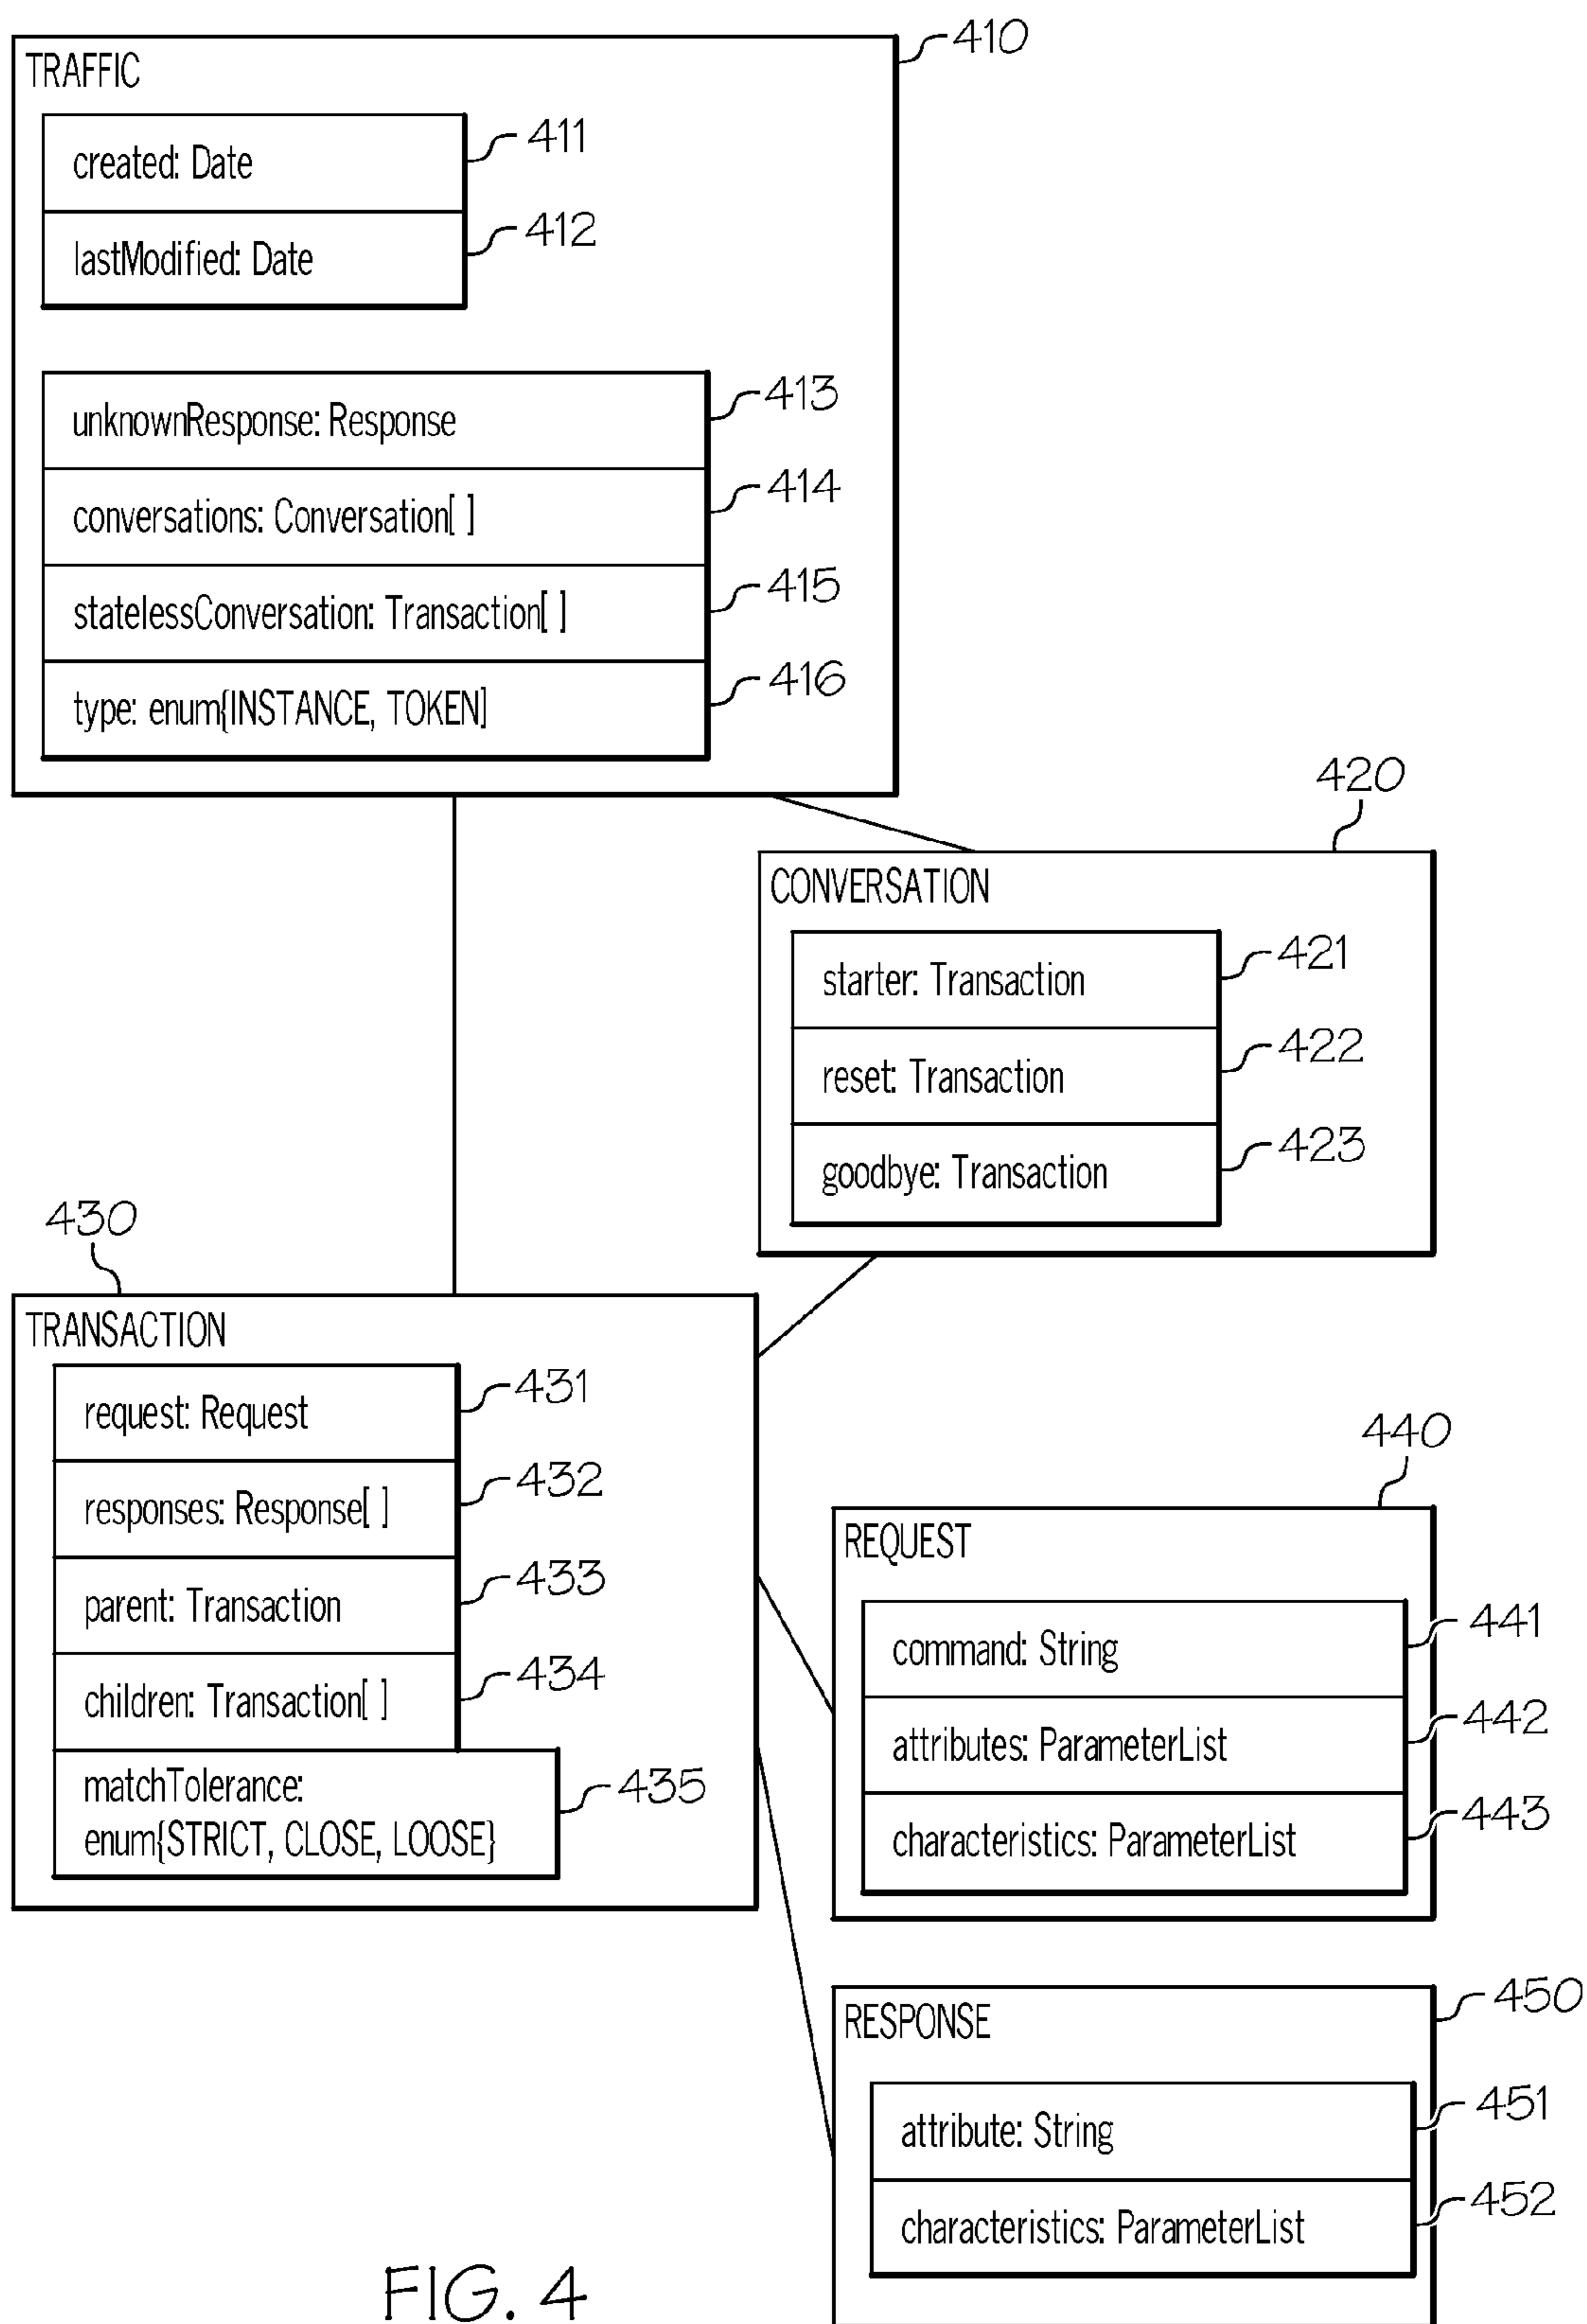 410
TRAFFIC
created: Date
411
lastModified: Date
412
unknownResponse: Response
413
conversations: Conversation[ ]
414
statelessConversation: Transaction[ ]
415
type: enum{INSTANCE, TOKEN]
416
420
CONVERSATION
starter: Transaction
421
reset: Transaction
422
goodbye: Transaction
423
430
TRANSACTION
request: Request
431
responses: Response[ ]
432
parent: Transaction
433
children: Transaction[ ]
434
matchTolerance:
enum{STRICT, CLOSE, LOOSE}
435
440
REQUEST
command: String
441
attributes: ParameterList
442
characteristics: ParameterList
443
450
RESPONSE
attribute: String
451
characteristics: ParameterList
452
FIG. 4